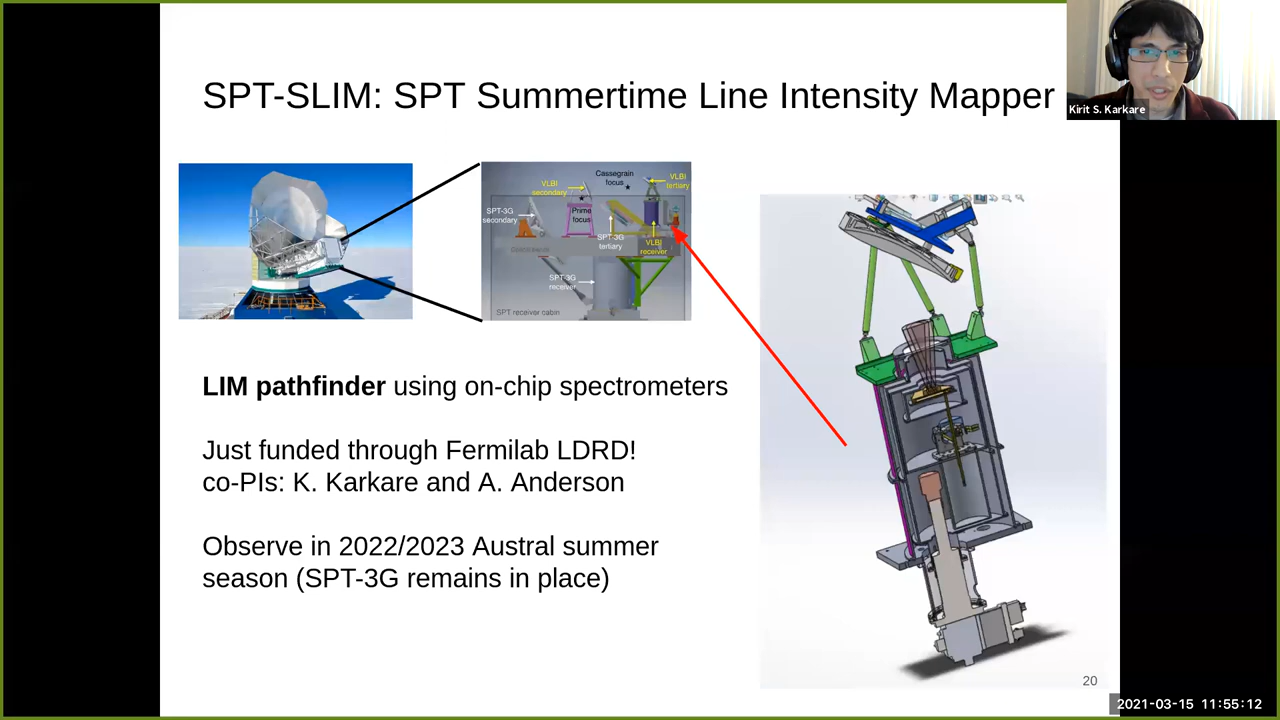 SPT-SLIM: SPT Summertime Line Intensity Mapper
Kirit S. Karkare
Cassegrain
focus
VLBI
secondary
VLBI
tertiary
SPT-3G
secondary
Prime
focus
SPT-3G
tertiary
VLBI
receiver
SPT-3G
receiver
SPT receiver cabin
LIM pathfinder using on-chip spectrometers
Just funded through Fermilab LDRD!
co-PIs: K. Karkare and A. Anderson
Observe in 2022/2023 Austral summer
season (SPT-3G remains in place)
20
2021-03-15 11:55:12